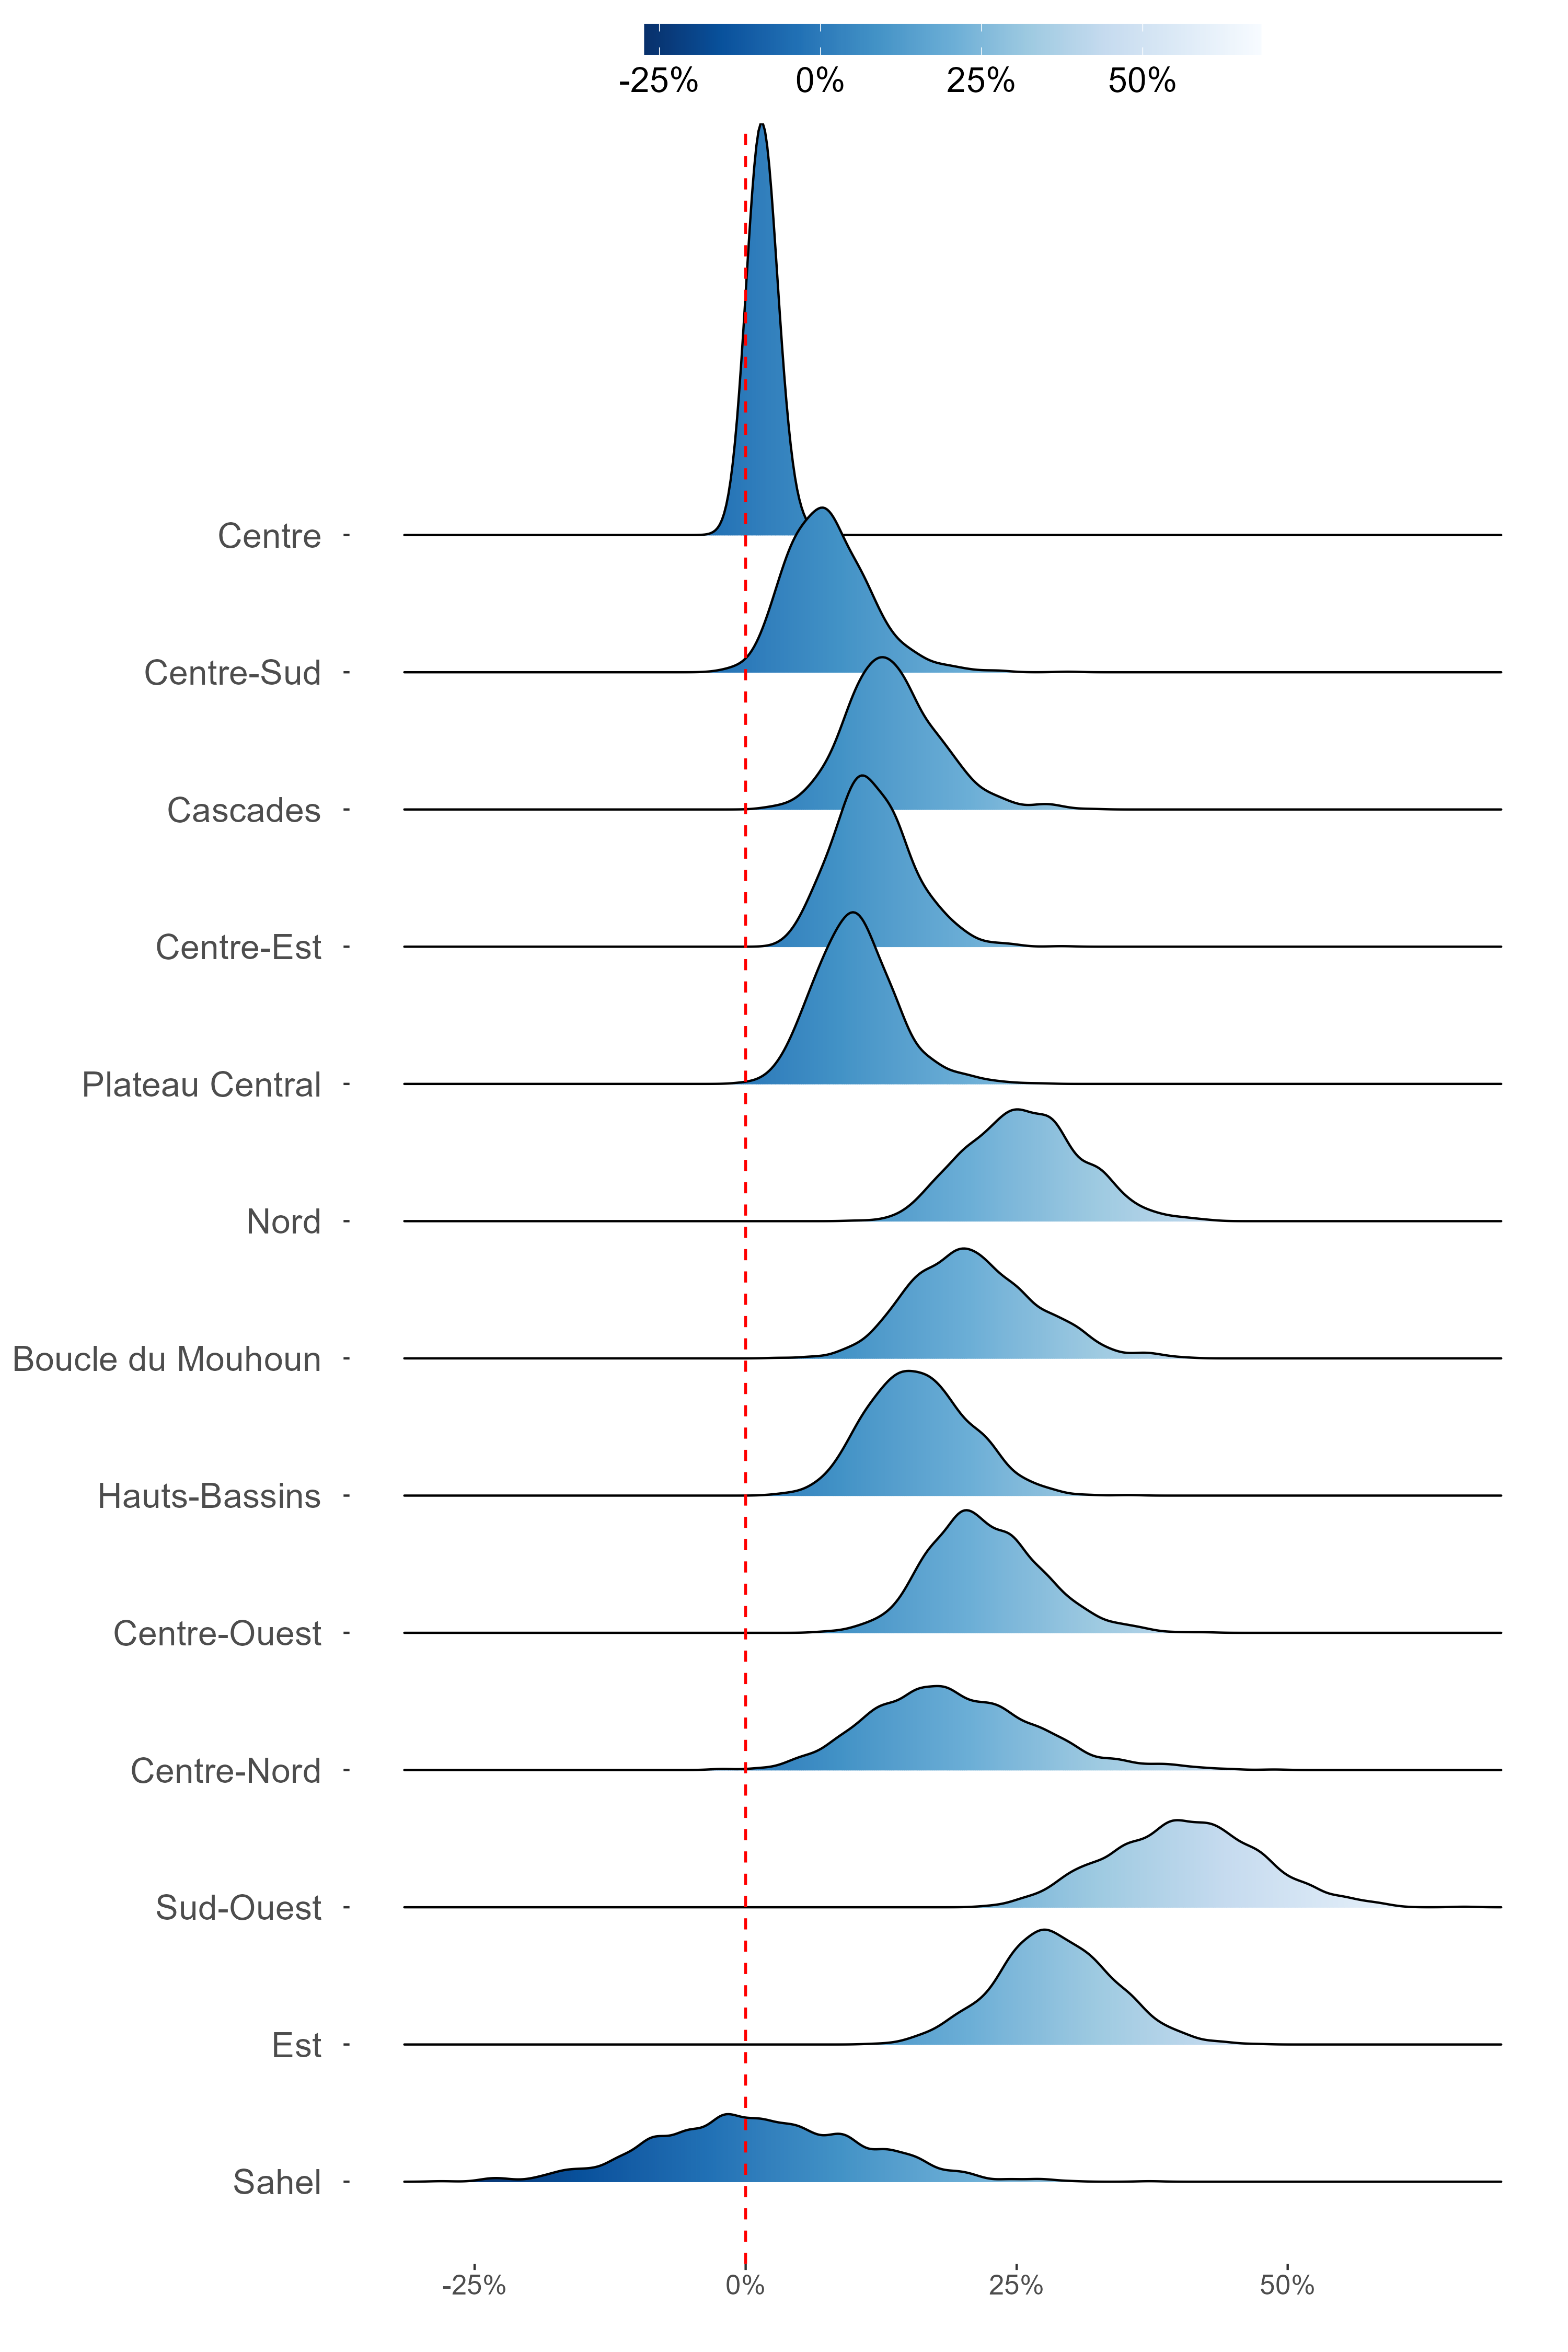 -25% 0% 25% 50%
Centre
Centre-Sud
Cascades
Centre-Est
Plateau Central
Nord
Boucle du Mouhoun
Hauts-Bassins
Centre-Ouest
Centre-Nord
Sud-Ouest
Est
Sahel
-25% 0% 25% 50%